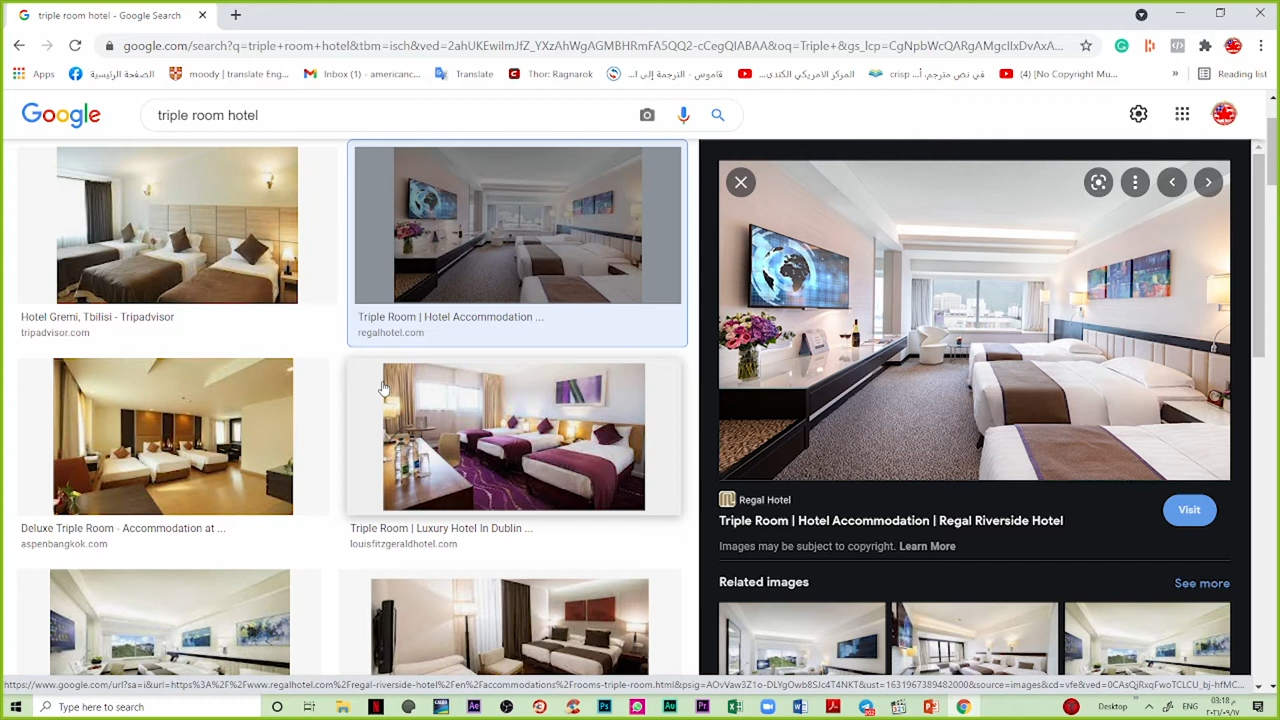 triple room hotel - Google Search
google.com/search?q=triple+room+hotel&tbm=isch&ved=2ahUKEwiImJfZ_YXzAhWgAGMBHRmFA5QQ2-cCegQIABAA&oq=Triple+&gs_lcp=CgNpbWcQARgAMgcIIxDvAxA...
Apps
الصفحة الرئيسية
moody | translate Eng...
Inbox (1) - americanc...
Translate
Thor: Ragnarok
قاموس - الترجمة إلى ا...
المركز الامريكي الكندي...
crisp في نص مترجم، أ...
(4) [No Copyright Mu...
»
Reading list
Google
triple room hotel
Hotel Gremi, Tbilisi - Tripadvisor
tripadvisor.com
Triple Room | Hotel Accommodation ...
regalhotel.com
Deluxe Triple Room - Accommodation at ...
aspenbangkok.com
Triple Room | Luxury Hotel In Dublin ...
louisfitzgeraldhotel.com
Regal Hotel
Triple Room | Hotel Accommodation | Regal Riverside Hotel
Visit
Images may be subject to copyright. Learn More
Related images
See more
Type here to search
Desktop
»
ENG
03:18 م